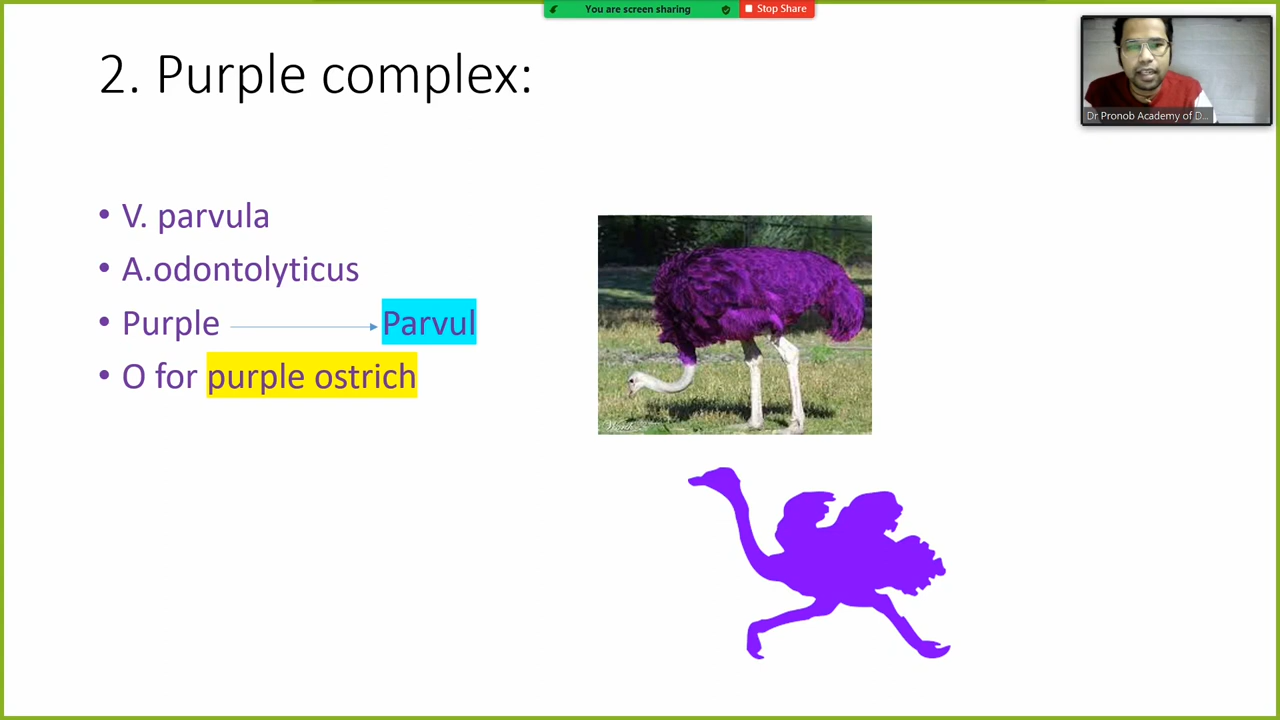 You are screen sharing
Stop Share
2. Purple complex:
Dr Pronob Academy of D...
• V. parvula
• A.odontolyticus
• Purple Parvul
• O for purple ostrich